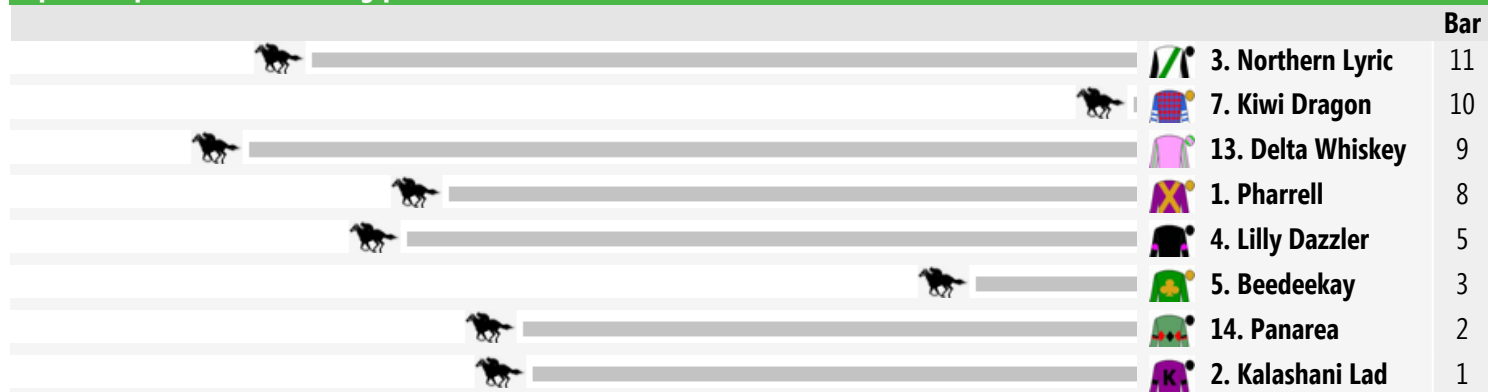 Bar
3. Northern Lyric 11
7. Kiwi Dragon 10
13. Delta Whiskey 9
1. Pharrell 8
4. Lilly Dazzler 5
5. Beedeekay 3
14. Panarea 2
K 2. Kalashani Lad 1